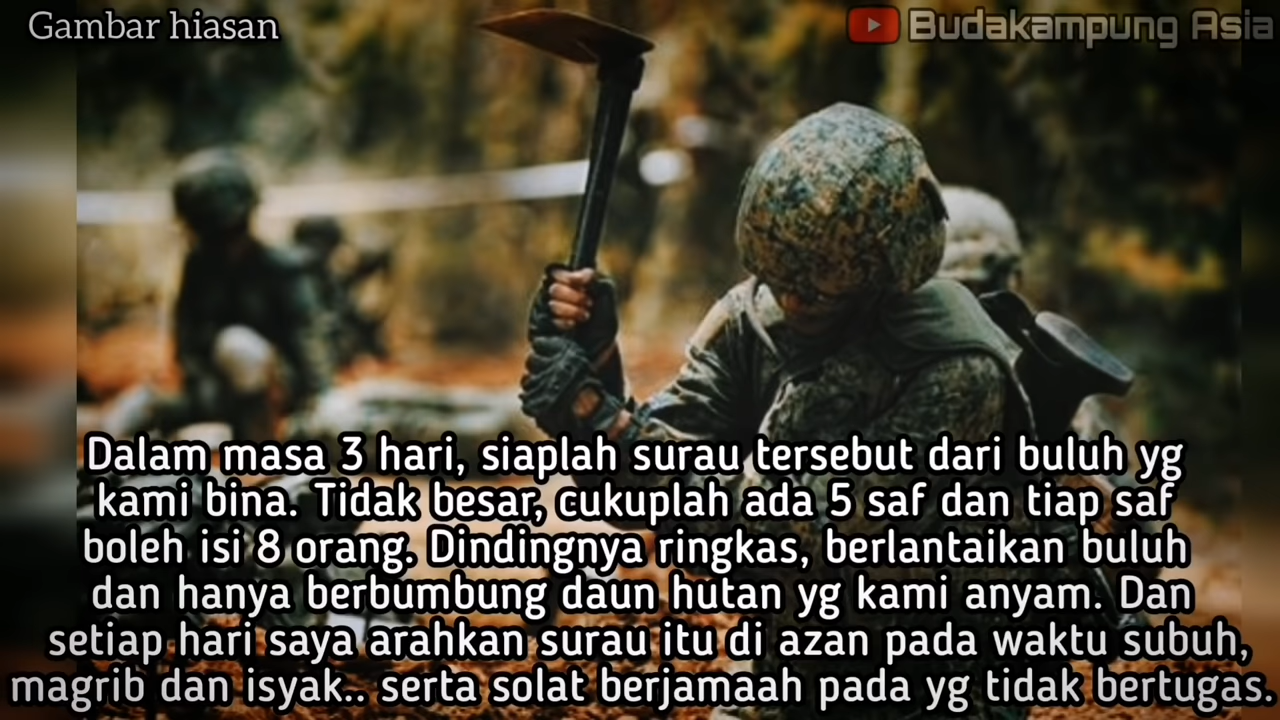 Gambar hiasan
Budakampung Asia
Dalam masa 3 hari, siaplah surau tersebut dari buluh yg
kami bina. Tidak besar, cukuplah ada 5 saf dan tiap saf
boleh isi 8 orang. Dindingnya ringkas, berlantaikan buluh
dan hanya berbumbung daun hutan yg kami anyam. Dan
setiap hari saya arahkan surau itu di azan pada waktu subuh,
magrib dan isyak.. serta solat berjamaah pada yg tidak bertugas.